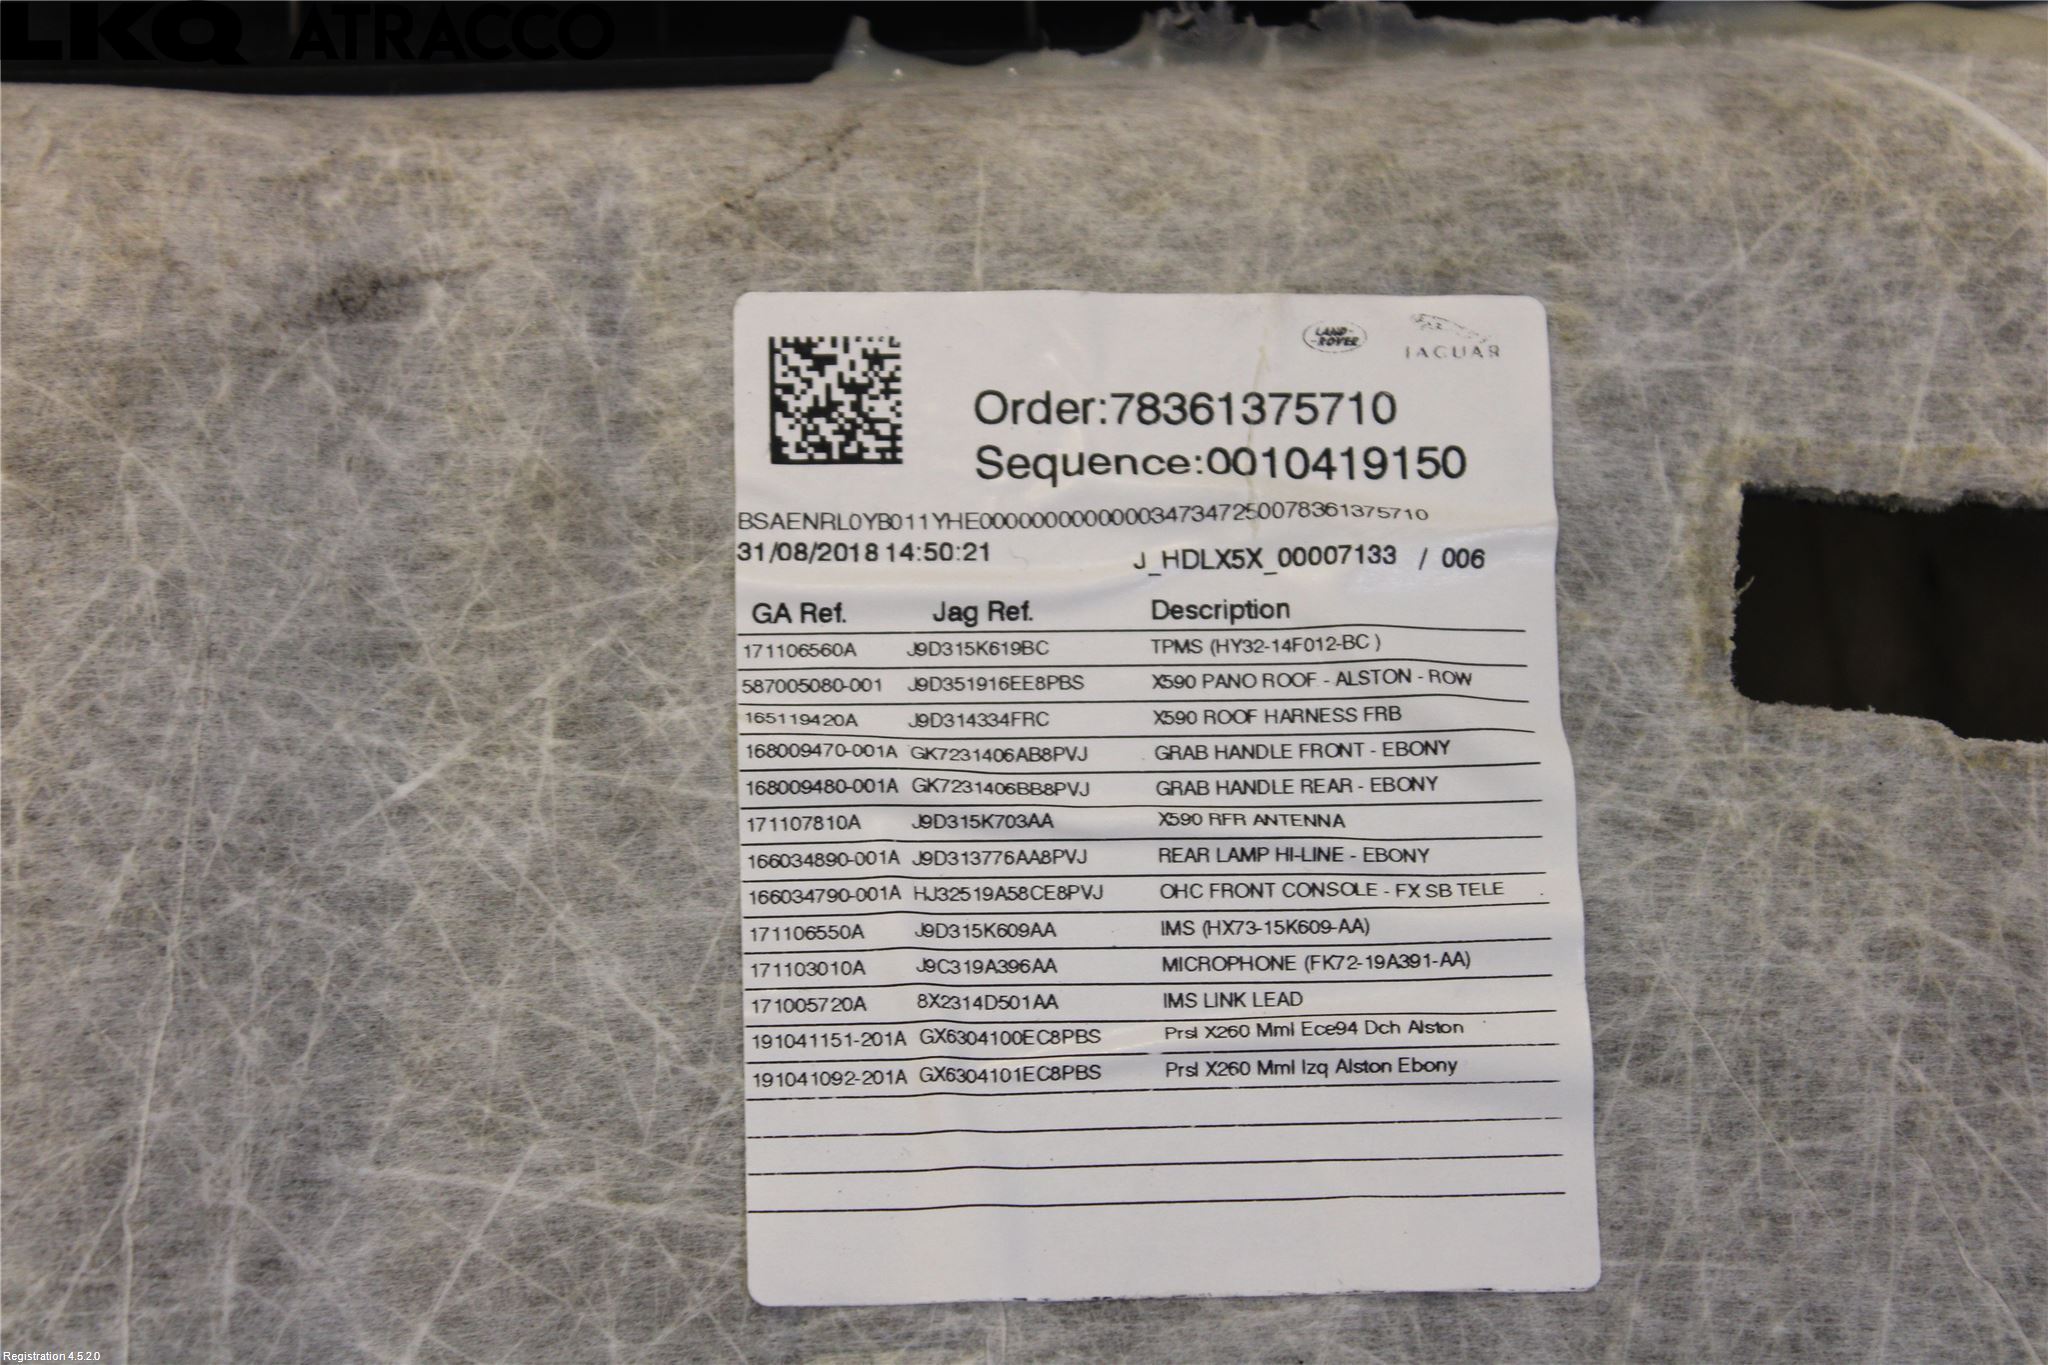 LKQ ATRACCO
LAND-
-ROVER
JAGUAR
Order:78361375710
Sequence:0010419150
BSAENRL0YB011YHE000000000000034734725007836137​5710
31/08/2018 14:50:21 J_HDLX5X_00007133 / 006
GA Ref. Jag Ref. Description
171106560A J9D315K619BC TPMS (HY32-14F012-BC )
587005080-001 J9D351916EE8PBS X590 PANO ROOF - ALSTON - ROW
165119420A J9D314334FRC X590 ROOF HARNESS FRB
168009470-001A GK7231406AB8PVJ GRAB HANDLE FRONT - EBONY
168009480-001A GK7231406BB8PVJ GRAB HANDLE REAR - EBONY
171107810A J9D315K703AA X590 RFR ANTENNA
166034890-001A J9D313776AA8PVJ REAR LAMP HI-LINE - EBONY
166034790-001A HJ32519A58CE8PVJ OHC FRONT CONSOLE - FX SB TELE
171106550A J9D315K609AA IMS (HX73-15K609-AA)
171103010A J9C319A396AA MICROPHONE (FK72-19A391-AA)
171005720A 8X2314D501AA IMS LINK LEAD
191041151-201A GX6304100EC8PBS Prsl X260 Mml Ece94 Dch Alston
191041092-201A GX6304101EC8PBS Prsl X260 Mml Izq Alston Ebony
Registration 4.5.2.0